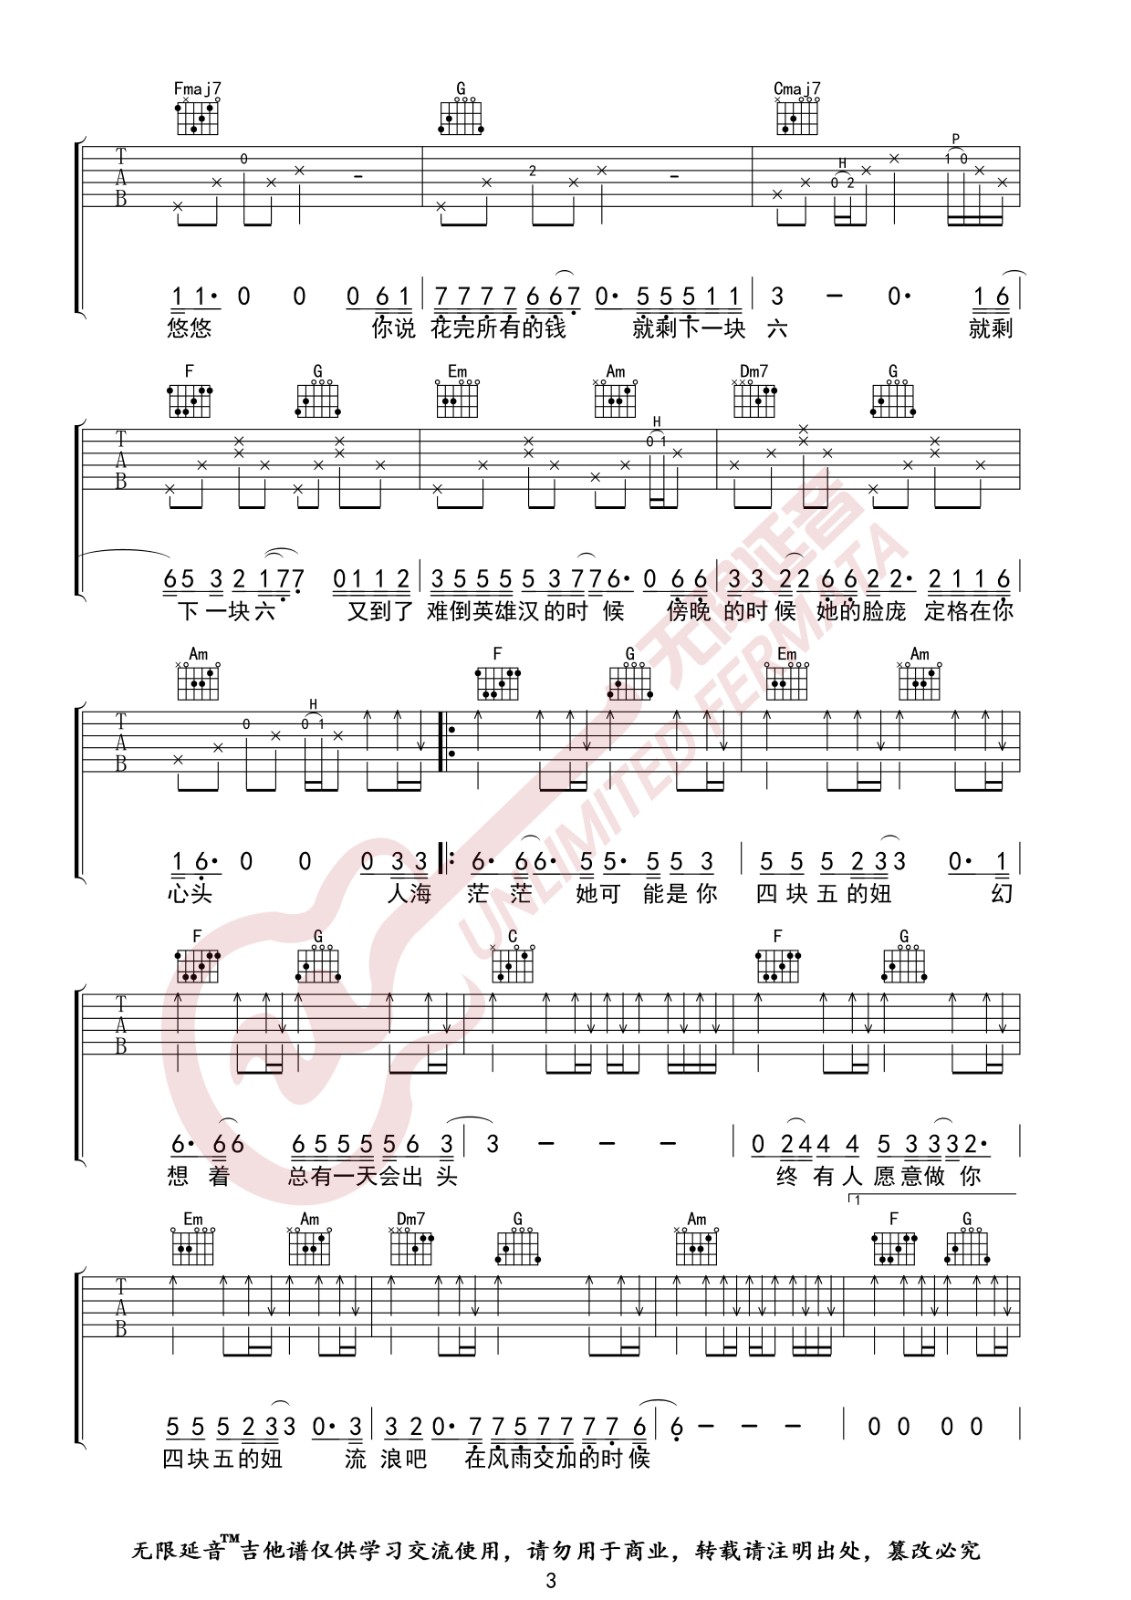 Fmaj7 G Cmaj7
H P
T A B 0 2 0 2 1 0
1 1· 0 0 0 6 1 7 7 7 7 6 6 7 0· 5 5 5 1 1 3 - 0· 1 6
悠悠 你说 花完所有的钱 就剩下一块 六 就剩
F G Em Am Dm7 G
H
T A B 0 1
6 5 3 2 1 7 7 0 1 1 2 3 5 5 5 5 3 7 7 6· 0 6 6 3 3 2 2 6 6 2 2· 2 1 1 6
下 一块 六 又到了 难倒英雄汉的时 候 傍晚 的时 候 她的脸庞 定格在你
Am F G Em Am
H
T A B 0 0 1
1 6· 0 0 0 3 3 6· 6 6· 5 5· 5 5 3 5 5 5 2 3 3 0· 1
心头 人海 茫 茫 她可 能是你 四 块 五 的 妞 幻
F G C F G
T A B
6· 6 6 6 5 5 5 5 6 3 3 - - - 0 2 4 4 4 5 3 3 3 2·
想 着 总有一天会出 头 终 有 人 愿 意做 你
1
Em Am Dm7 G Am F G
T A B
5 5 5 2 3 3 0· 3 3 2 0· 7 7 5 7 7 7 7 6 6 - - - 0 0 0 0
四块五的妞 流 浪吧 在风雨交加的时候
无限延音
UNLIMITED FERMATA
无限延音™吉他谱仅供学习交流使用，请勿用于商业，转载请注明出处，篡改必究
3